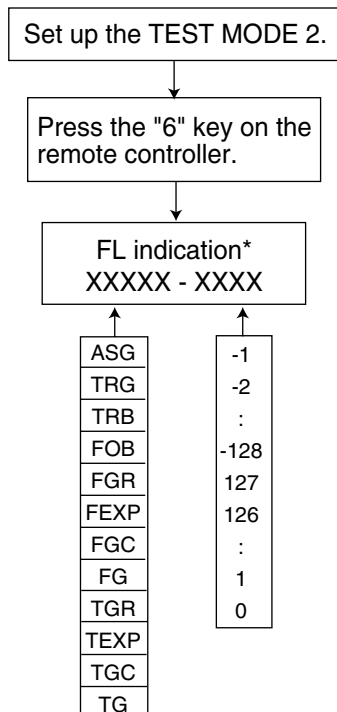 Set up the TEST MODE 2.
Press the "6" key on the
remote controller.
FL indication*
XXXXX - XXXX
ASG
TRG
TRB
FOB
FGR
FEXP
FGC
FG
TGR
TEXP
TGC
TG
-1
-2
:
-128
127
126
:
1
0